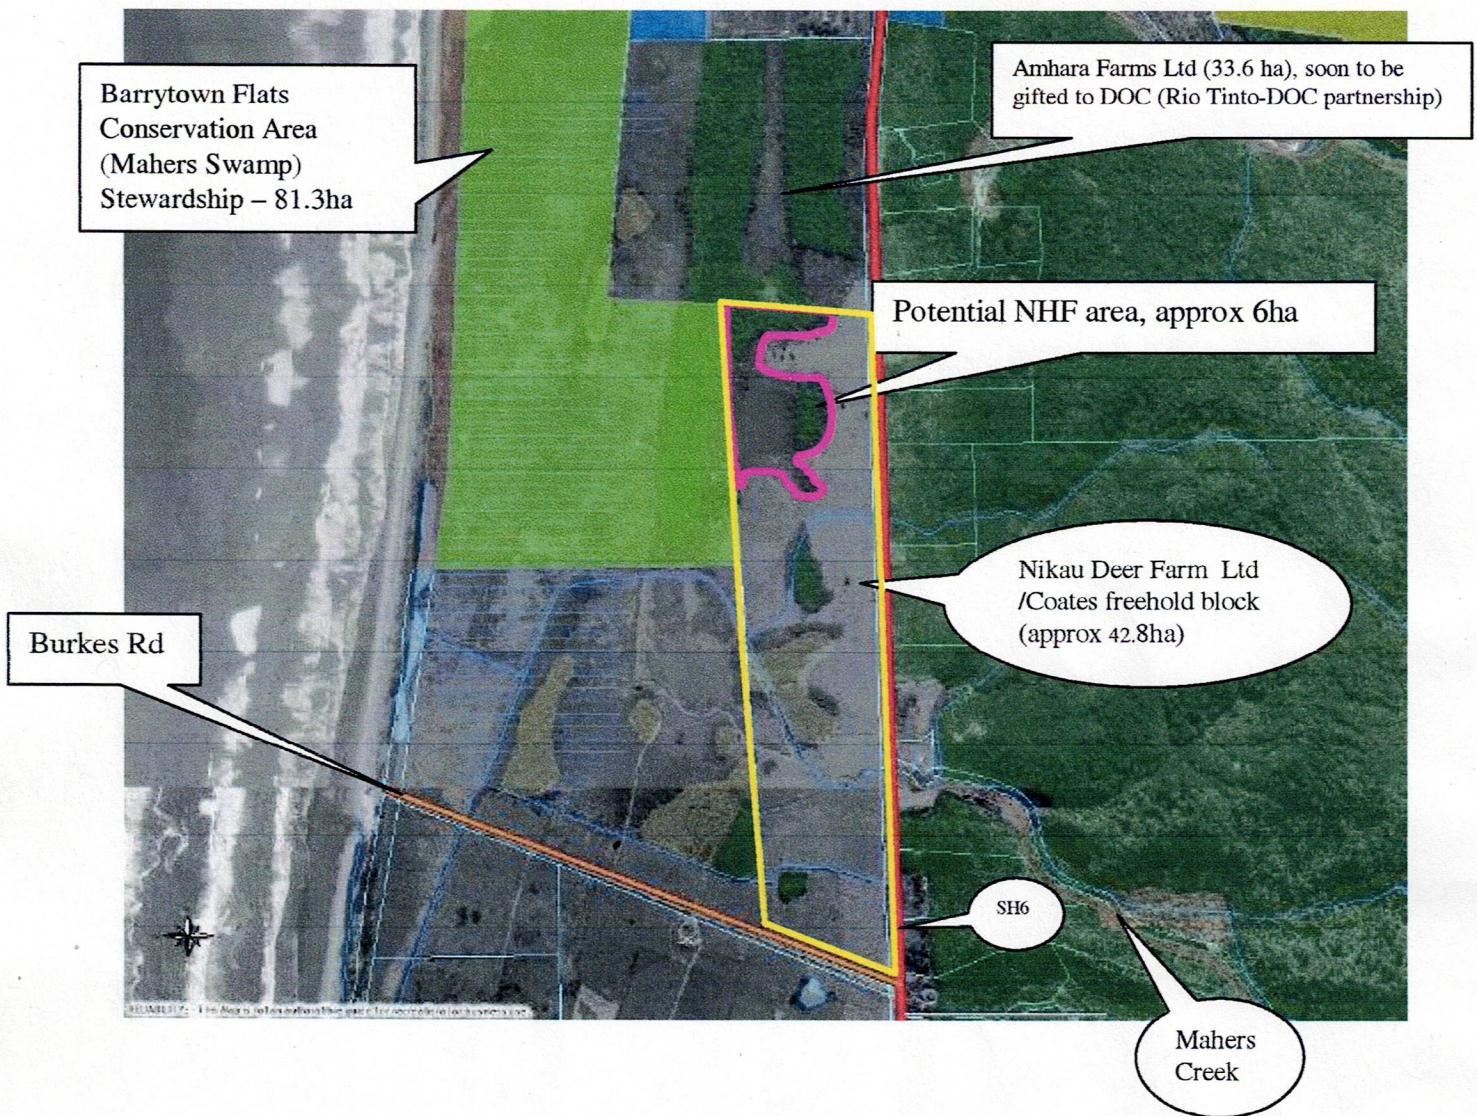 Barrytown Flats
Conservation Area
(Mahers Swamp)
Stewardship – 81.3ha
Amhara Farms Ltd (33.6 ha), soon to be
gifted to DOC (Rio Tinto-DOC partnership)
Potential NHF area, approx 6ha
Nikau Deer Farm Ltd
/Coates freehold block
(approx 42.8ha)
Burkes Rd
SH6
Mahers
Creek